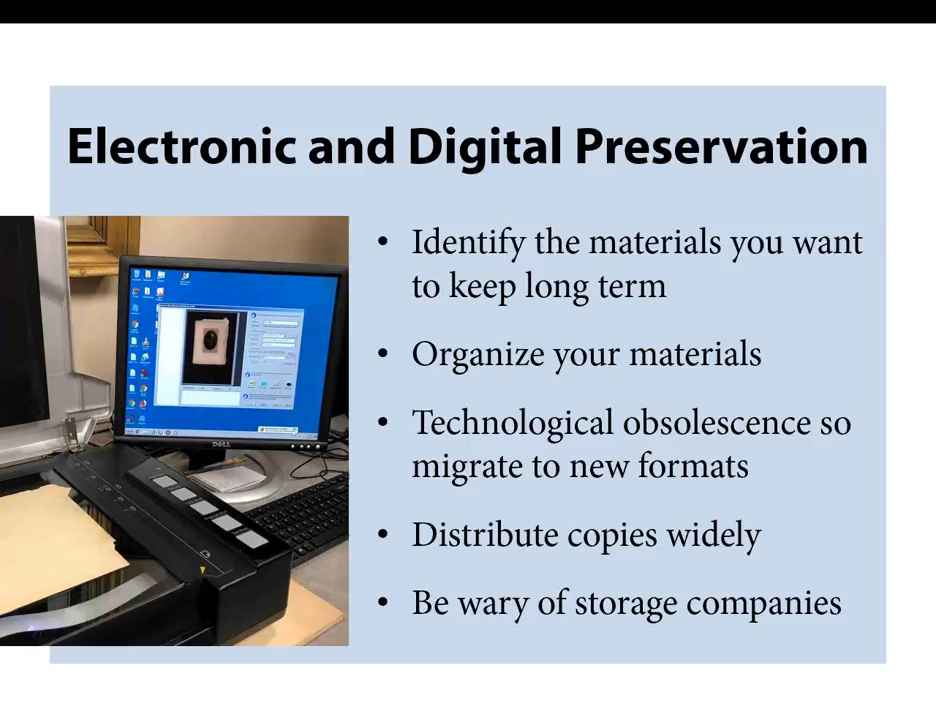 Electronic and Digital Preservation
• Identify the materials you want
to keep long term
• Organize your materials
• Technological obsolescence so
migrate to new formats
• Distribute copies widely
• Be wary of storage companies
DELL